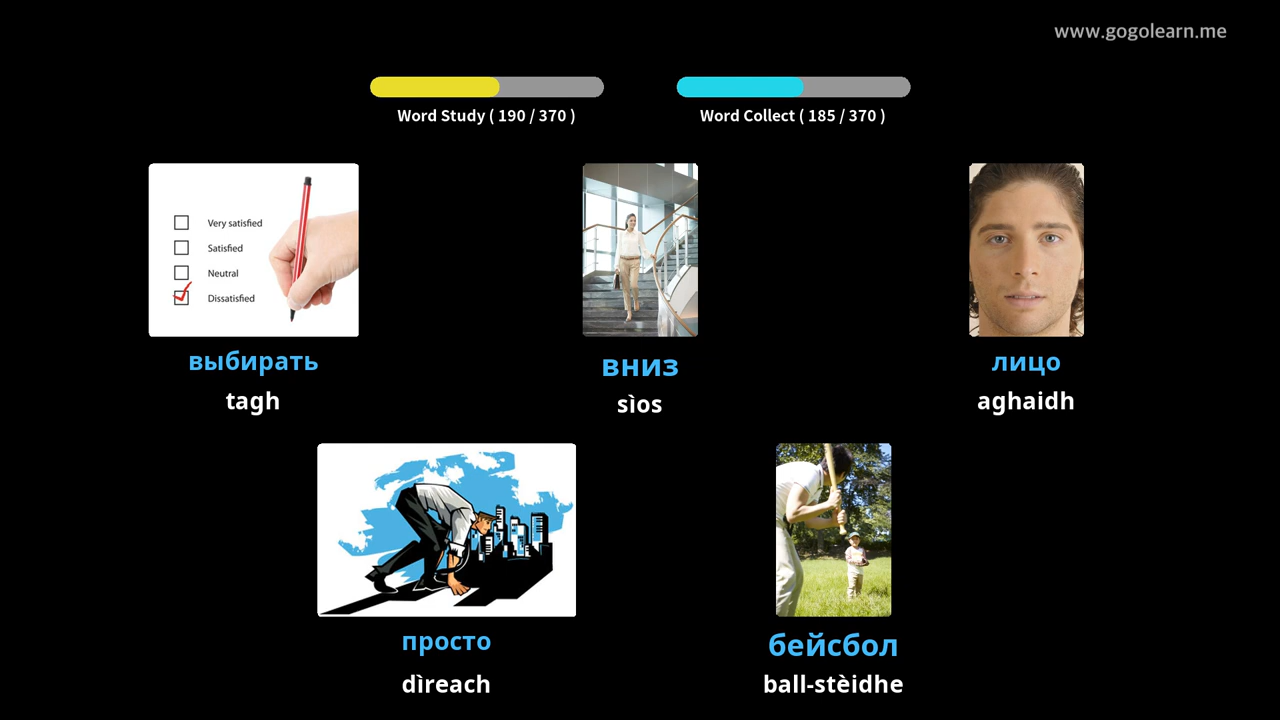 www.gogolearn.me
Word Study ( 190 / 370 )
Word Collect ( 185 / 370 )
Very satisfied
Satisfied
Neutral
Dissatisfied
выбирать
tagh
вниз
sìos
лицо
aghaidh
просто
dìreach
бейсбол
ball-stèidhe